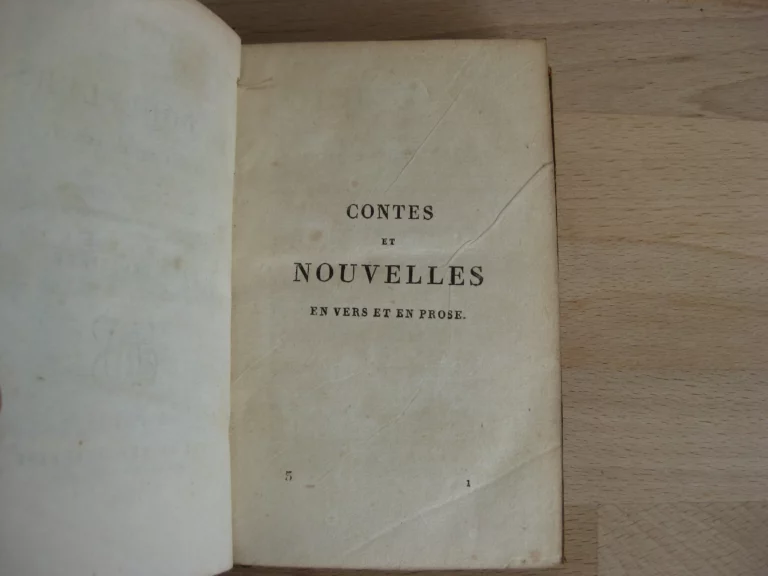 CONTES
ET
NOUVELLES
EN VERS ET EN PROSE.
5 1